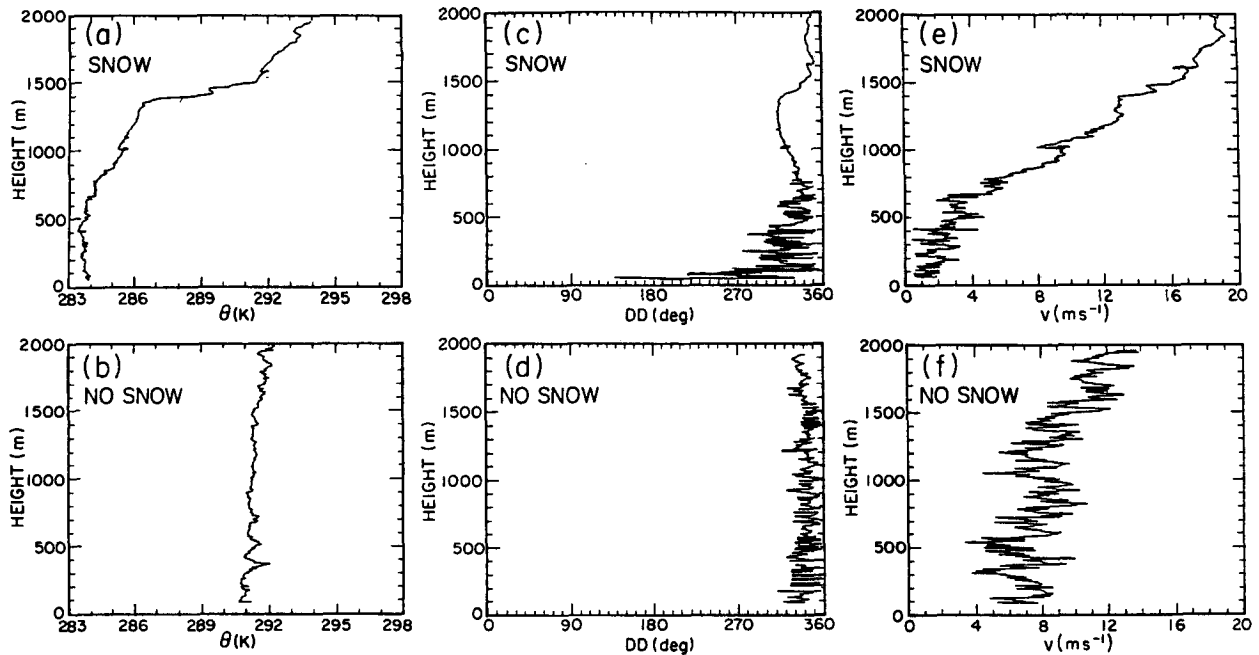 (a)
SNOW
HEIGHT (m)
2000
1500
1000
500
0
283 286 289 292 295 298
θ(K)
(c)
SNOW
HEIGHT (m)
2000
1500
1000
500
0
0 90 180 270 360
DD (deg)
(e)
SNOW
HEIGHT (m)
2000
1500
1000
500
0
0 4 8 12 16 20
V (ms⁻¹)
(b)
NO SNOW
HEIGHT (m)
2000
1500
1000
500
0
283 286 289 292 295 298
θ(K)
(d)
NO SNOW
HEIGHT (m)
2000
1500
1000
500
0
0 90 180 270 360
DD (deg)
(f)
NO SNOW
HEIGHT (m)
2000
1500
1000
500
0
0 4 8 12 16 20
V (ms⁻¹)